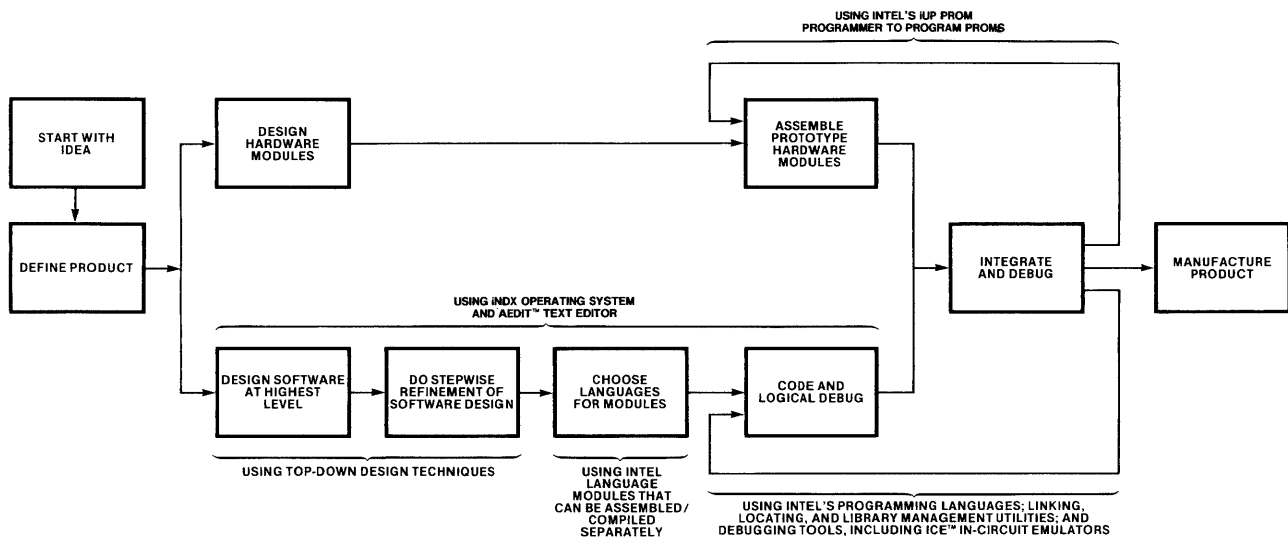 USING INTEL'S iUP PROM
PROGRAMMER TO PROGRAM PROMS
START WITH
IDEA
DESIGN
HARDWARE
MODULES
ASSEMBLE
PROTOTYPE
HARDWARE
MODULES
DEFINE PRODUCT
INTEGRATE
AND DEBUG
MANUFACTURE
PRODUCT
USING iNDX OPERATING SYSTEM
AND AEDIT™ TEXT EDITOR
DESIGN SOFTWARE
AT HIGHEST
LEVEL
DO STEPWISE
REFINEMENT OF
SOFTWARE DESIGN
CHOOSE
LANGUAGES
FOR MODULES
CODE AND
LOGICAL DEBUG
USING TOP-DOWN DESIGN TECHNIQUES
USING INTEL
LANGUAGE
MODULES THAT
CAN BE ASSEMBLED/
COMPILED
SEPARATELY
USING INTEL'S PROGRAMMING LANGUAGES; LINKING,
LOCATING, AND LIBRARY MANAGEMENT UTILITIES; AND
DEBUGGING TOOLS, INCLUDING ICE™ IN-CIRCUIT EMULATORS